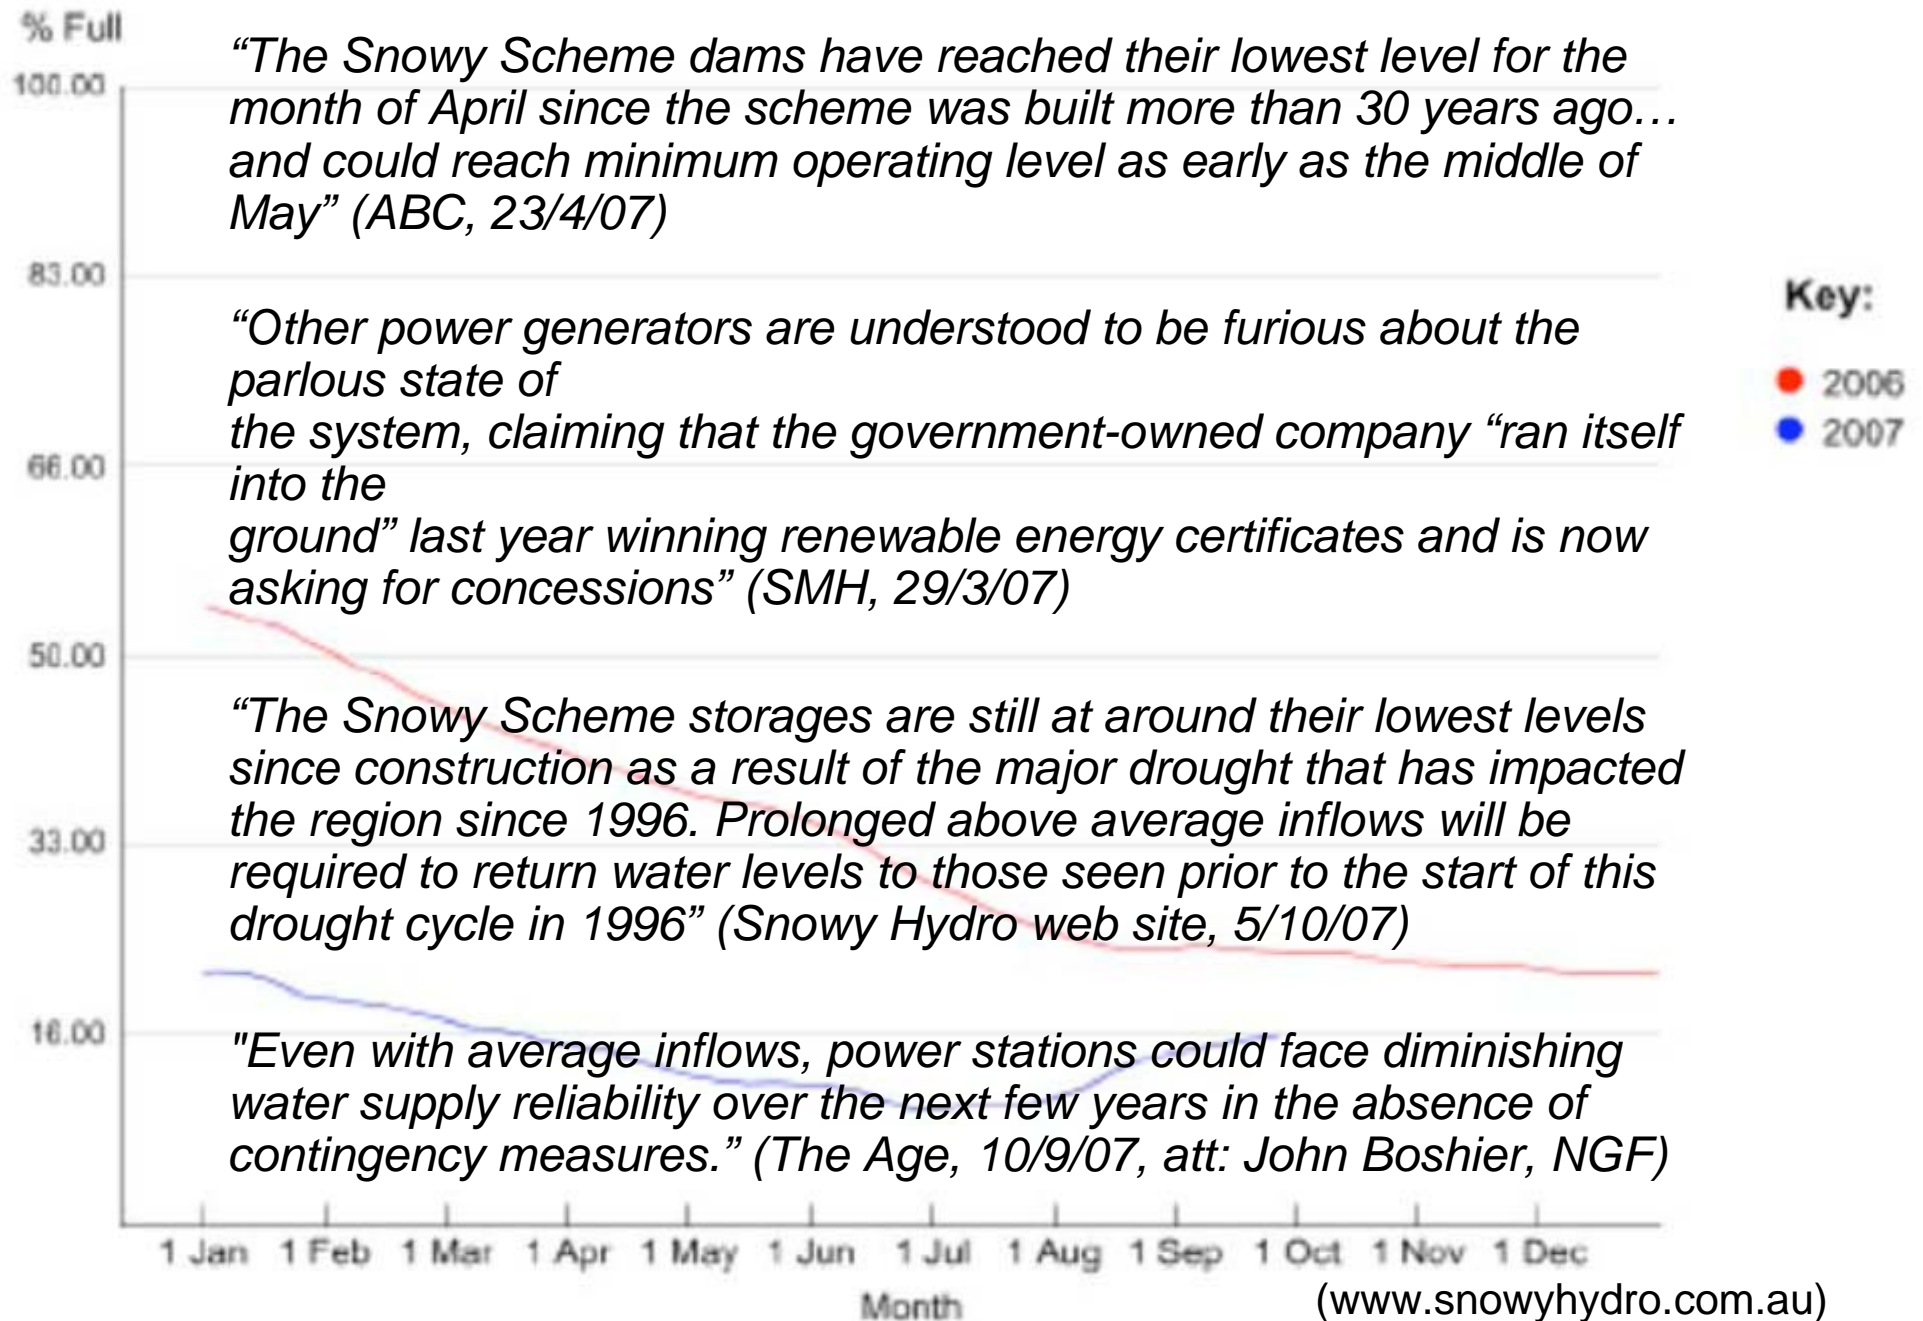 % Full
“The Snowy Scheme dams have reached their lowest level for the
100.00
month of April since the scheme was built more than 30 years ago…
and could reach minimum operating level as early as the middle of
May” (ABC, 23/4/07)
83.00
Key:
“Other power generators are understood to be furious about the
parlous state of
2006
the system, claiming that the government-owned company “ran itself
2007
66.00
into the
ground” last year winning renewable energy certificates and is now
asking for concessions” (SMH, 29/3/07)
50.00
“The Snowy Scheme storages are still at around their lowest levels
since construction as a result of the major drought that has impacted
the region since 1996. Prolonged above average inflows will be
33.00
required to return water levels to those seen prior to the start of this
drought cycle in 1996” (Snowy Hydro web site, 5/10/07)
16.00
"Even with average inflows, power stations could face diminishing
water supply reliability over the next few years in the absence of
contingency measures.” (The Age, 10/9/07, att: John Boshier, NGF)
1 Jan 1 Feb 1 Mar 1 Apr 1 May 1 Jun 1 Jul 1 Aug 1 Sep 1 Oct 1 Nov 1 Dec
Month
(www.snowyhydro.com.au)